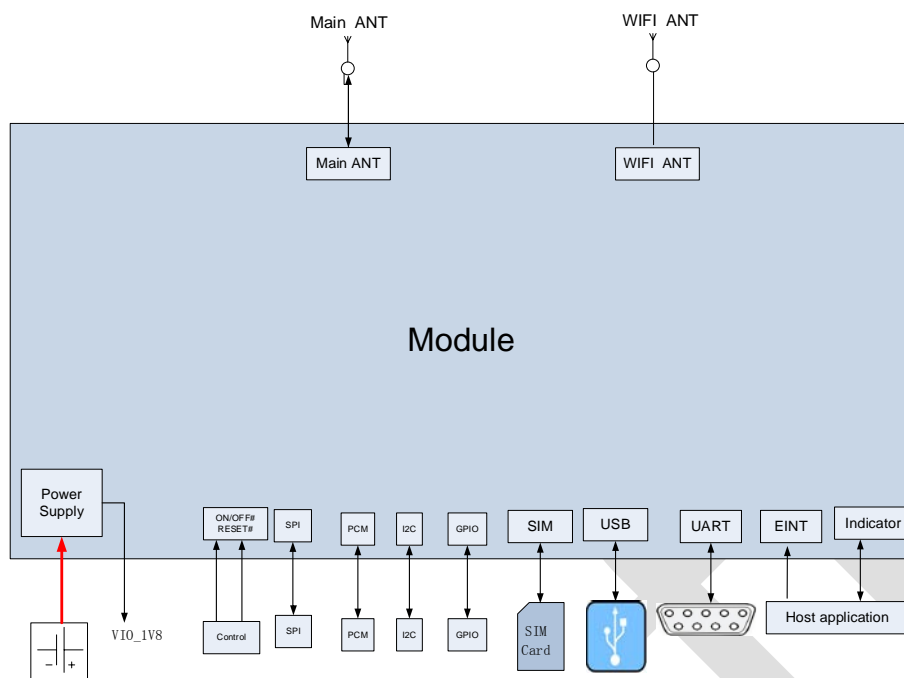 Main ANT
WIFI ANT
Main ANT
WIFI ANT
Module
Power
Supply
ON/OFF#
RESET#
SPI
PCM
I2C
GPIO
SIM
USB
UART
EINT
Indicator
VIO_1V8
Control
SPI
PCM
I2C
GPIO
SIM
Card
Host application